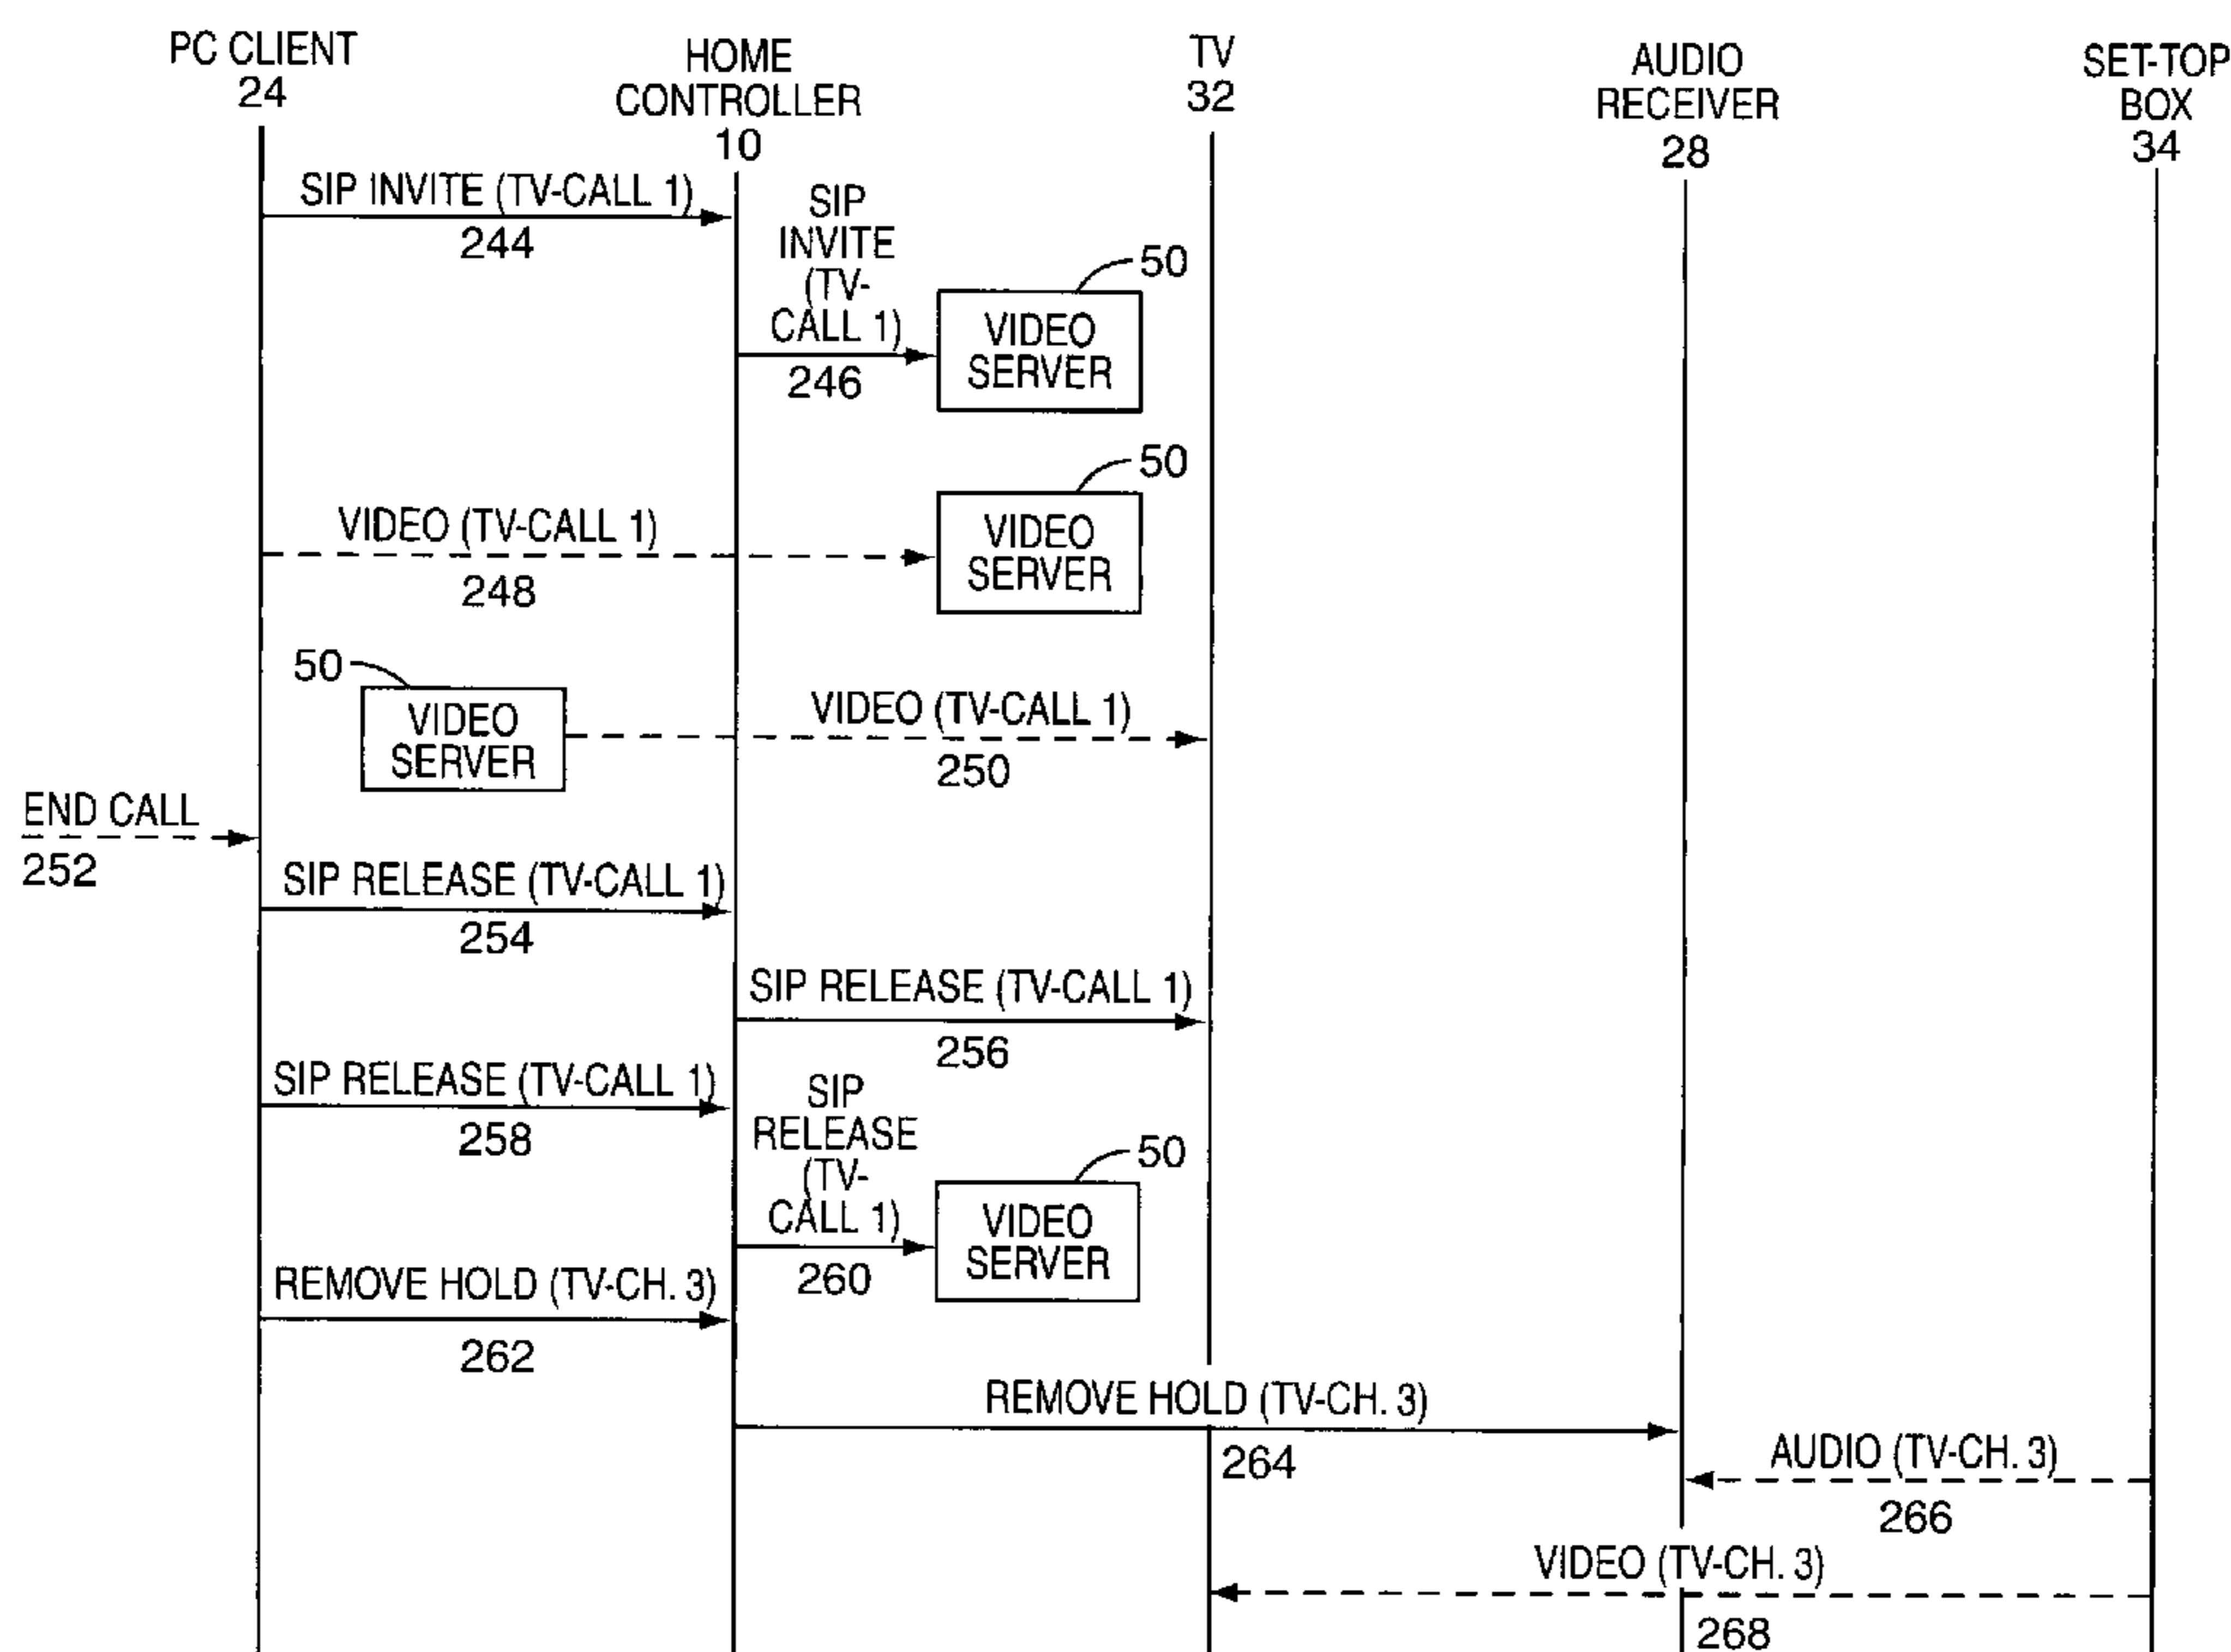 PC CLIENT
24
HOME
CONTROLLER
10
TV
32
AUDIO
RECEIVER
28
SET-TOP
BOX
34
SIP INVITE (TV-CALL 1)
244
SIP
INVITE
(TV-
CALL 1)
246
50
VIDEO
SERVER
VIDEO (TV-CALL 1)
248
50
VIDEO
SERVER
50
VIDEO
SERVER
VIDEO (TV-CALL 1)
250
END CALL
252
SIP RELEASE (TV-CALL 1)
254
SIP RELEASE (TV-CALL 1)
256
SIP RELEASE (TV-CALL 1)
258
SIP
RELEASE
(TV-
CALL 1)
260
50
VIDEO
SERVER
REMOVE HOLD (TV-CH. 3)
262
REMOVE HOLD (TV-CH. 3)
264
AUDIO (TV-CH. 3)
266
VIDEO (TV-CH. 3)
268